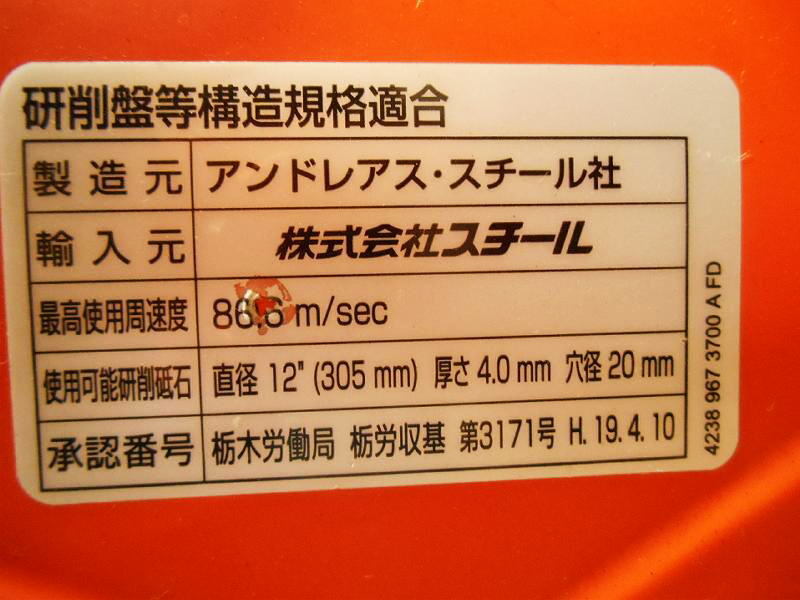 研削盤等構造規格適合
製造元 アンドレアス・スチール社
輸入元 株式会社スチール
最高使用周速度 86.6 m/sec
使用可能研削砥石 直径 12" (305 mm) 厚さ 4.0 mm 穴径 20 mm
承認番号 栃木労働局 栃労収基 第3171号 H.19.4.10
4238 967 3700 A FD